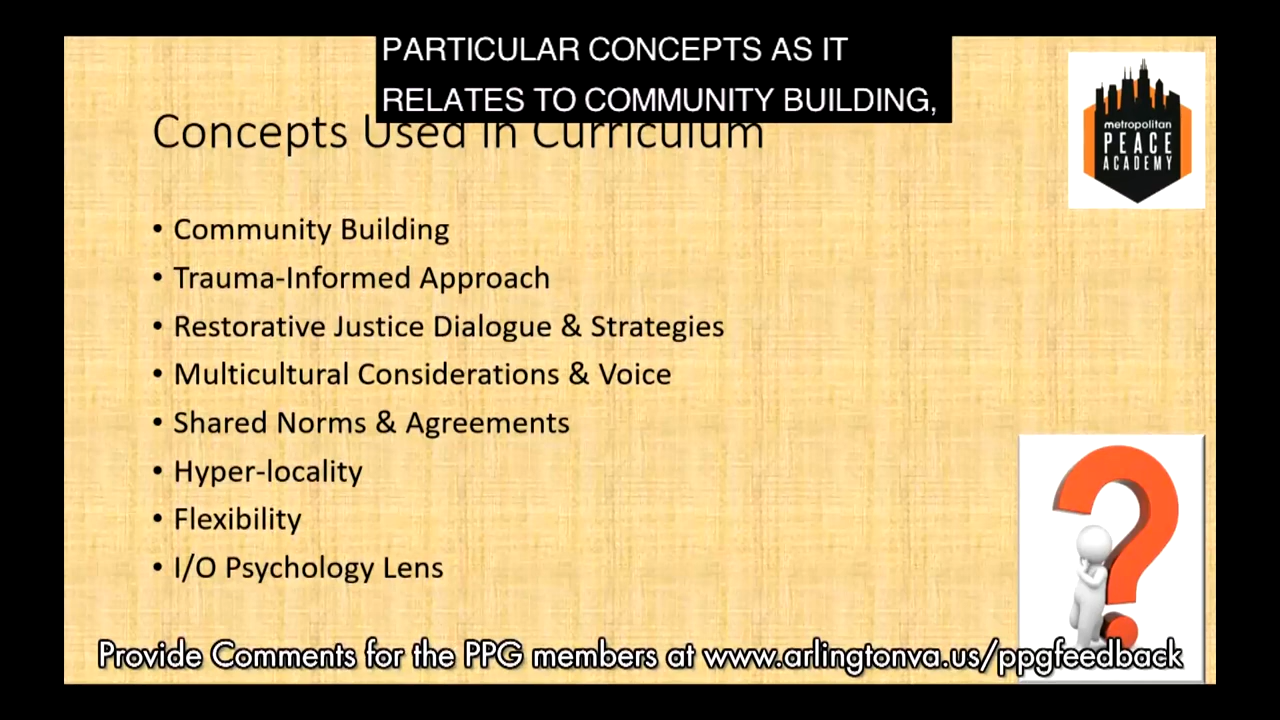 PARTICULAR CONCEPTS AS IT
RELATES TO COMMUNITY BUILDING,
Concepts Used in Curriculum
metropolitan
PEACE
ACADEMY
• Community Building
• Trauma-Informed Approach
• Restorative Justice Dialogue & Strategies
• Multicultural Considerations & Voice
• Shared Norms & Agreements
• Hyper-locality
• Flexibility
• I/O Psychology Lens
Provide Comments for the PPG members at www.arlingtonva.us/ppgfeedback